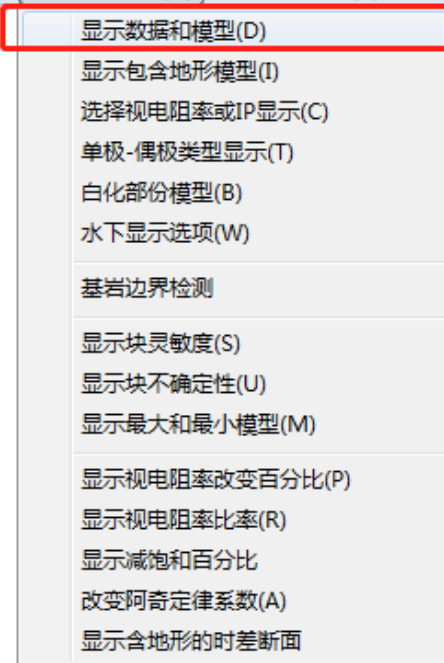 显示数据和模型(D)
显示包含地形模型(I)
选择视电阻率或IP显示(C)
单极-偶极类型显示(T)
白化部份模型(B)
水下显示选项(W)
基岩边界检测
显示块灵敏度(S)
显示块不确定性(U)
显示最大和最小模型(M)
显示视电阻率改变百分比(P)
显示视电阻率比率(R)
显示减饱和百分比
改变阿奇定律系数(A)
显示含地形的时差断面